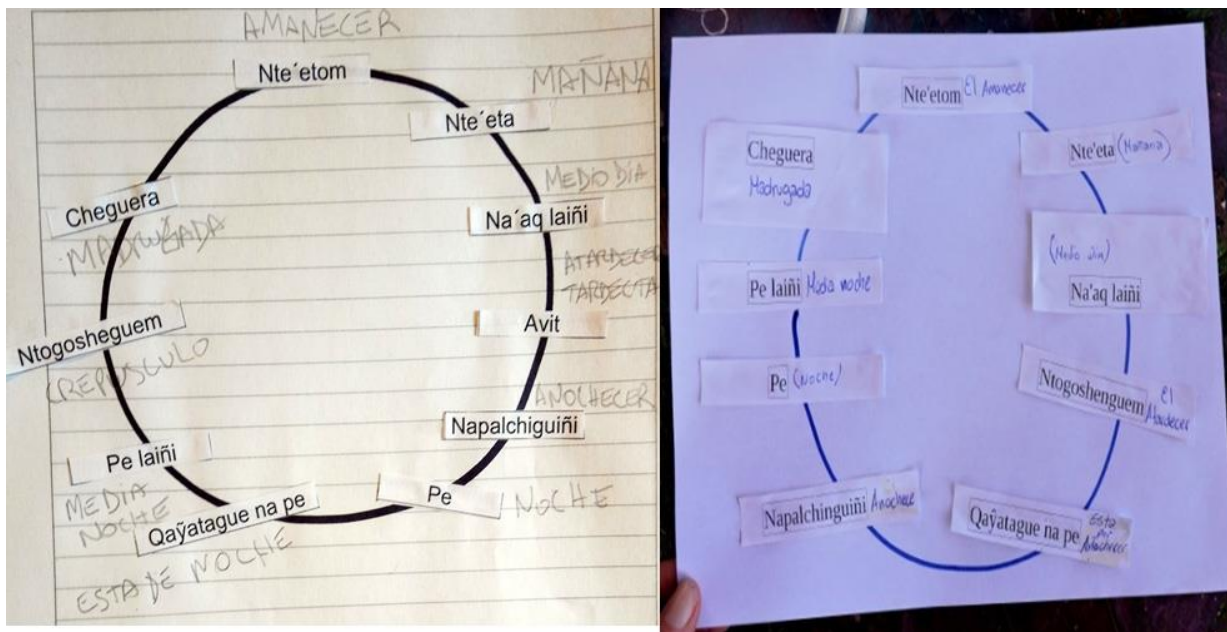 AMANECER
Nte´etom
MAÑANA
Nte´eta
MEDIO DIA
Na´aq laiñi
ATARDECER
TARDECITA
Avit
ANOCHECER
Napalchiguiñi
Pe
NOCHE
Qaŷatague na pe
ESTA DE NOCHE
Pe laiñi
MEDIA
NOCHE
Ntogosheguem
CREPUSCULO
Cheguera
MADRUGADA
Nte'etom El Amanecer
Nte'eta (Mañana)
(Medio Dia)
Na'aq laiñi
Ntogoshenguem El
Atardecer
Qaŷatague na pe Esta
por
Anochecer
Napalchinguiñi Anochece
Pe (Noche)
Pe laiñi Media noche
Cheguera
Madrugada